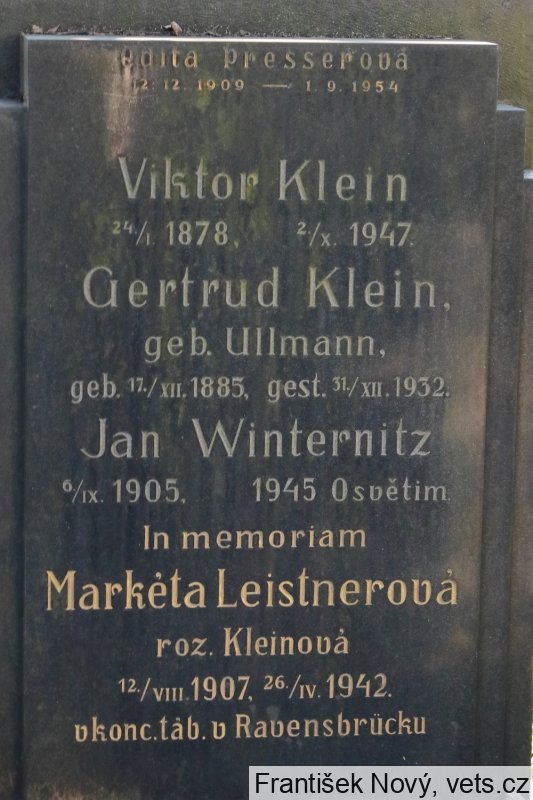 Edita Presserová
12. 12. 1909 — 1. 9. 1954
Viktor Klein
24/I. 1878, 2/X. 1947.
Gertrud Klein,
geb. Ullmann,
geb. 17./XII. 1885, gest. 31/XII. 1932.
Jan Winternitz
6/IX. 1905, 1945 Osvětim.
In memoriam
Markéta Leistnerová
roz. Kleinová
12./VIII. 1907, 26./IV. 1942.
v konc. táb. v Ravensbrücku
František Nový, vets.cz